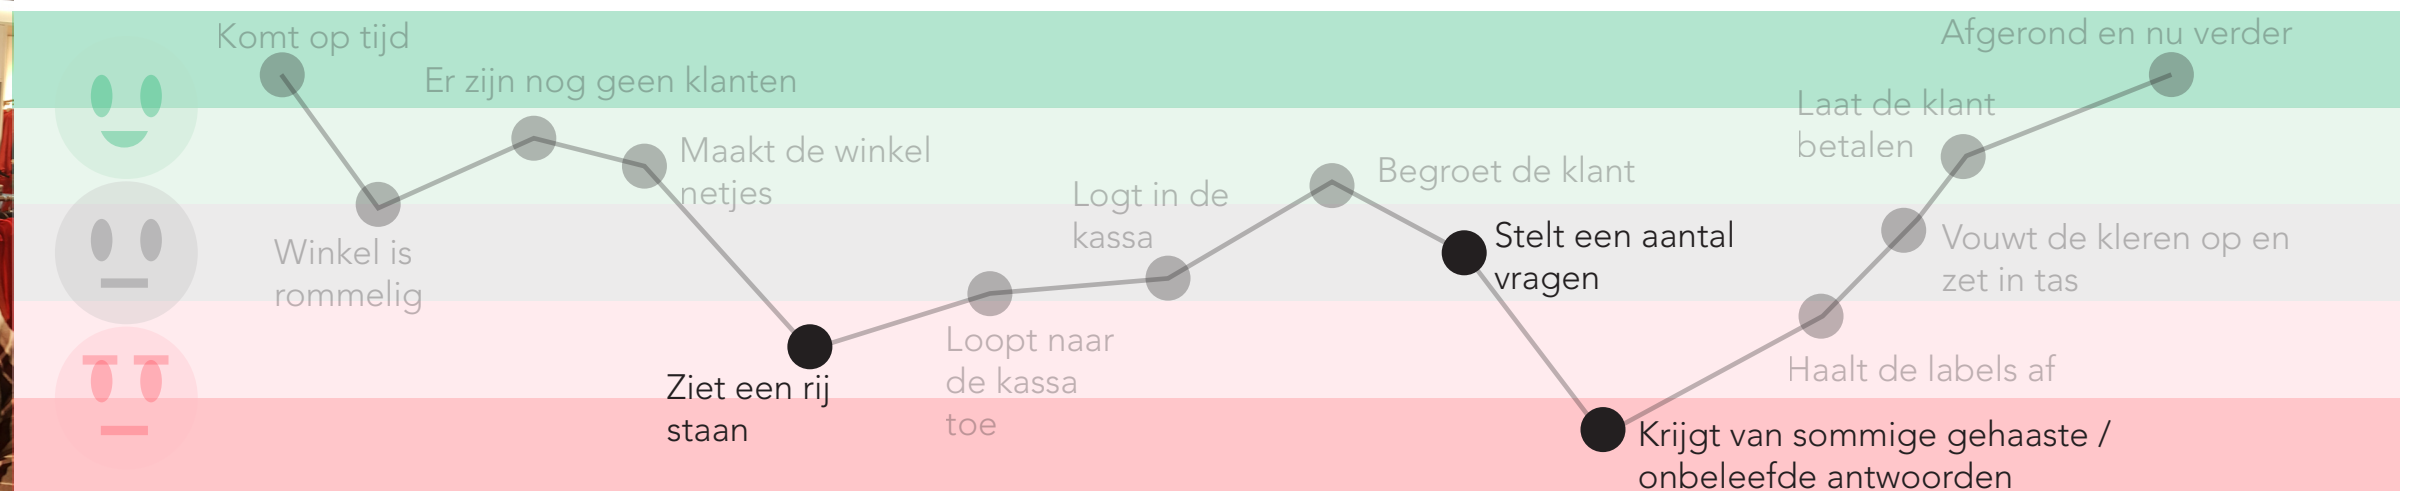 Komt op tijd
Winkel is
rommelig
Er zijn nog geen klanten
Maakt de winkel
netjes
Ziet een rij
staan
Loopt naar
de kassa
toe
Logt in de
kassa
Begroet de klant
Stelt een aantal
vragen
Krijgt van sommige gehaaste /
onbeleefde antwoorden
Haalt de labels af
Vouwt de kleren op en
zet in tas
Laat de klant
betalen
Afgerond en nu verder